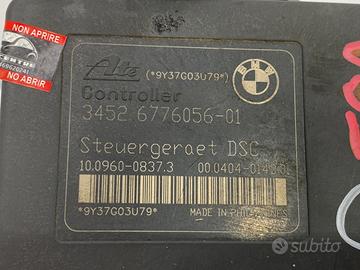 NON APRIRE
CENTRE
NO ABRIR
Ate
(*9Y37G03U79*)
BMW
Controller
3452.6776056-01
Steuergeraet DSC
10.0960-0837.3
*9Y37G03U79*
MADE IN PHILIPPINES
subito